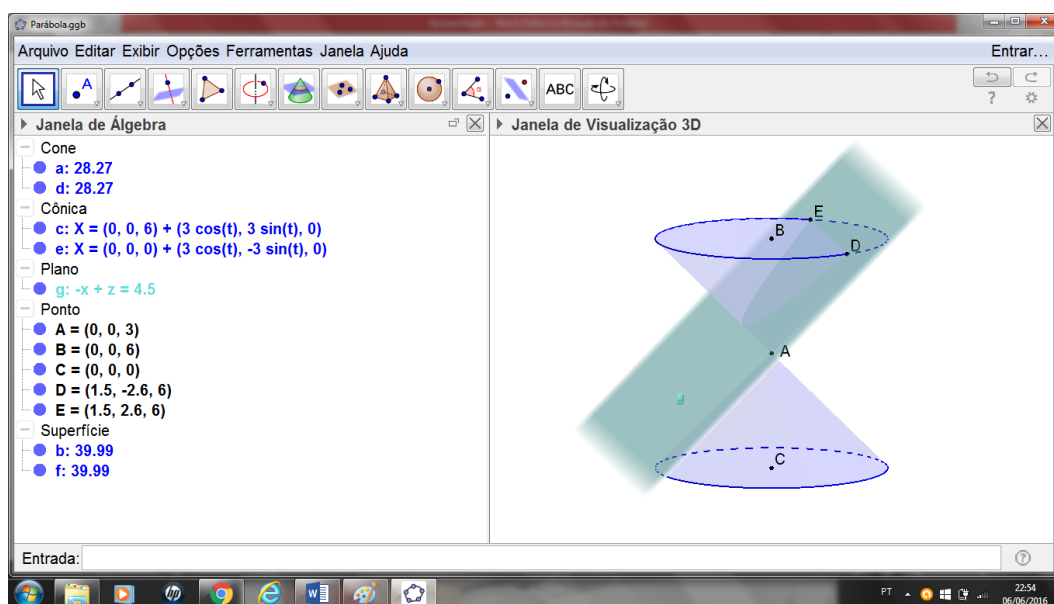 Parábola.ggb
Arquivo Editar Exibir Opções Ferramentas Janela Ajuda
Entrar...
A
ABC
?
Janela de Álgebra
Cone
a: 28.27
d: 28.27
Cônica
c: X = (0, 0, 6) + (3 cos(t), 3 sin(t), 0)
e: X = (0, 0, 0) + (3 cos(t), -3 sin(t), 0)
Plano
g: -x + z = 4.5
Ponto
A = (0, 0, 3)
B = (0, 0, 6)
C = (0, 0, 0)
D = (1.5, -2.6, 6)
E = (1.5, 2.6, 6)
Superfície
b: 39.99
f: 39.99
Janela de Visualização 3D
E
B
D
A
g
C
Entrada:
?
hp
W
PT
22:54
06/06/2016